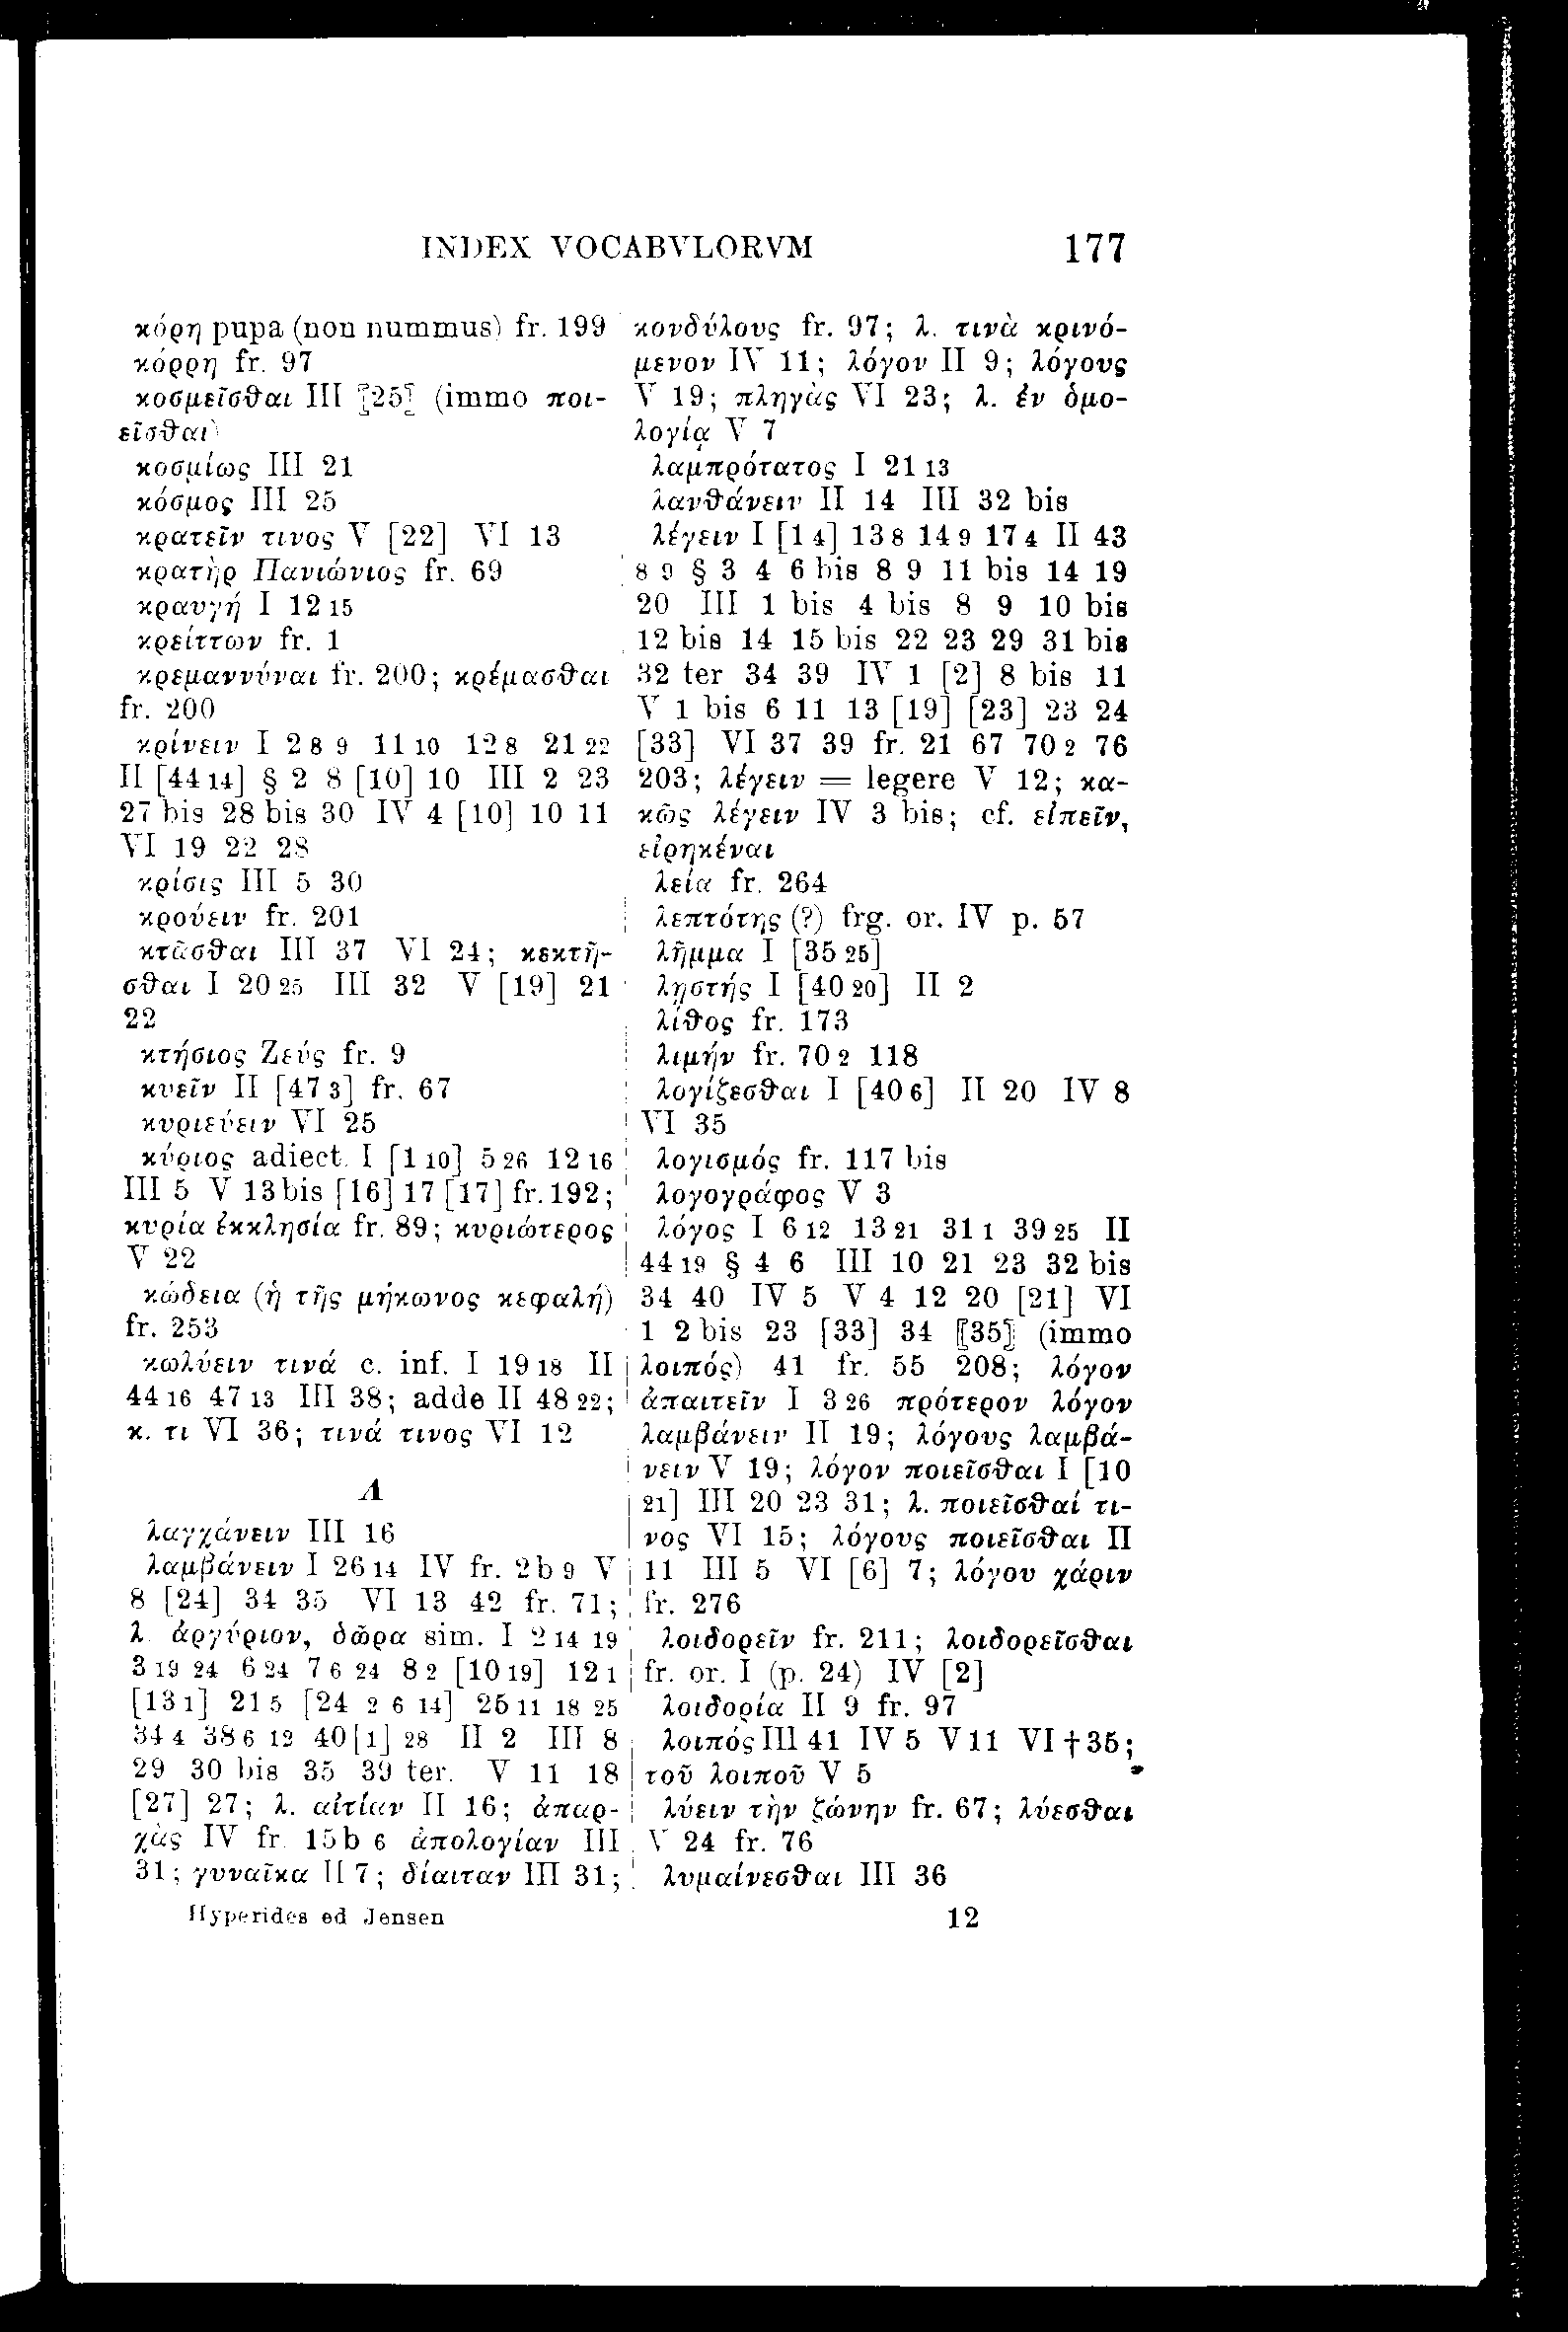 INDEX VOCABVLORVM 177
κόρη pupa (non nummus) fr. 199
κόρρη fr. 97
κοσμεῖσθαι III ⟦25⟧ (immo ποι-
εῖσθαι)
κοσμίως III 21
κόσμος III 25
κρατεῖν τινος V [22] VI 13
κρατὴρ Πανιώνιος fr. 69
κραυγή I 12 15
κρείττων fr. 1
κρεμαννύναι fr. 200; κρέμασθαι
fr. 200
κρίνειν I 2 8 9 11 10 12 8 21 22
II [44 14] § 2 8 [10] 10 III 2 23
27 bis 28 bis 30 IV 4 [10] 10 11
VI 19 22 28
κρίσις III 5 30
κρούειν fr. 201
κτᾶσθαι III 37 VI 24; κεκτῆ-
σθαι I 20 25 III 32 V [19] 21
22
κτήσιος Ζεύς fr. 9
κυεῖν II [47 3] fr. 67
κυριεύειν VI 25
κύριος adiect. I [1 10] 5 26 12 16
III 5 V 13 bis [16] 17 [17] fr. 192;
κυρία ἐκκλησία fr. 89; κυριώτερος
V 22
κώδεια (ἡ τῆς μήκωνος κεφαλή)
fr. 253
κωλύειν τινά c. inf. I 19 18 II
44 16 47 13 III 38; adde II 48 22;
κ. τι VI 36; τινά τινος VI 12
Λ
λαγχάνειν III 16
λαμβάνειν I 26 14 IV fr. 2 b 9 V
8 [24] 34 35 VI 13 42 fr. 71;
λ. ἀργύριον, δῶρα sim. I 2 14 19
3 19 24 6 24 7 6 24 8 2 [10 19] 12 1
[13 1] 21 5 [24 2 6 14] 25 11 18 25
34 4 38 6 12 40 [1] 28 II 2 III 8
29 30 bis 35 39 ter. V 11 18
[27] 27; λ. αἰτίαν II 16; ἀπαρ-
χὰς IV fr. 15 b 6 ἀπολογίαν III
31; γυναῖκα II 7; δίαιταν III 31;
κονδύλους fr. 97; λ. τινὰ κρινό-
μενον IV 11; λόγον II 9; λόγους
V 19; πληγὰς VI 23; λ. ἐν ὁμο-
λογίᾳ V 7
λαμπρότατος I 21 13
λανθάνειν II 14 III 32 bis
λέγειν I [1 4] 13 8 14 9 17 4 II 43
8 9 § 3 4 6 bis 8 9 11 bis 14 19
20 III 1 bis 4 bis 8 9 10 bis
12 bis 14 15 bis 22 23 29 31 bis
32 ter 34 39 IV 1 [2] 8 bis 11
V 1 bis 6 11 13 [19] [23] 23 24
[33] VI 37 39 fr. 21 67 70 2 76
203; λέγειν = legere V 12; κα-
κῶς λέγειν IV 3 bis; cf. εἰπεῖν,
εἰρηκέναι
λεία fr. 264
λεπτότης (?) frg. or. IV p. 57
λῆμμα I [35 25]
λῃστής I [40 20] II 2
λίθος fr. 173
λιμήν fr. 70 2 118
λογίζεσθαι I [40 6] II 20 IV 8
VI 35
λογισμός fr. 117 bis
λογογράφος V 3
λόγος I 6 12 13 21 31 1 39 25 II
44 19 § 4 6 III 10 21 23 32 bis
34 40 IV 5 V 4 12 20 [21] VI
1 2 bis 23 [33] 34 ⟦35⟧ (immo
λοιπός) 41 fr. 55 208; λόγον
ἀπαιτεῖν I 3 26 πρότερον λόγον
λαμβάνειν II 19; λόγους λαμβά-
νειν V 19; λόγον ποιεῖσθαι I [10
21] III 20 23 31; λ. ποιεῖσθαί τι-
νος VI 15; λόγους ποιεῖσθαι II
11 III 5 VI [6] 7; λόγου χάριν
fr. 276
λοιδορεῖν fr. 211; λοιδορεῖσθαι
fr. or. I (p. 24) IV [2]
λοιδορία II 9 fr. 97
λοιπός III 41 IV 5 V 11 VI † 35;
τοῦ λοιποῦ V 5
λύειν τὴν ζώνην fr. 67; λύεσθαι
V 24 fr. 76
λυμαίνεσθαι III 36
Hyperides ed Jensen 12